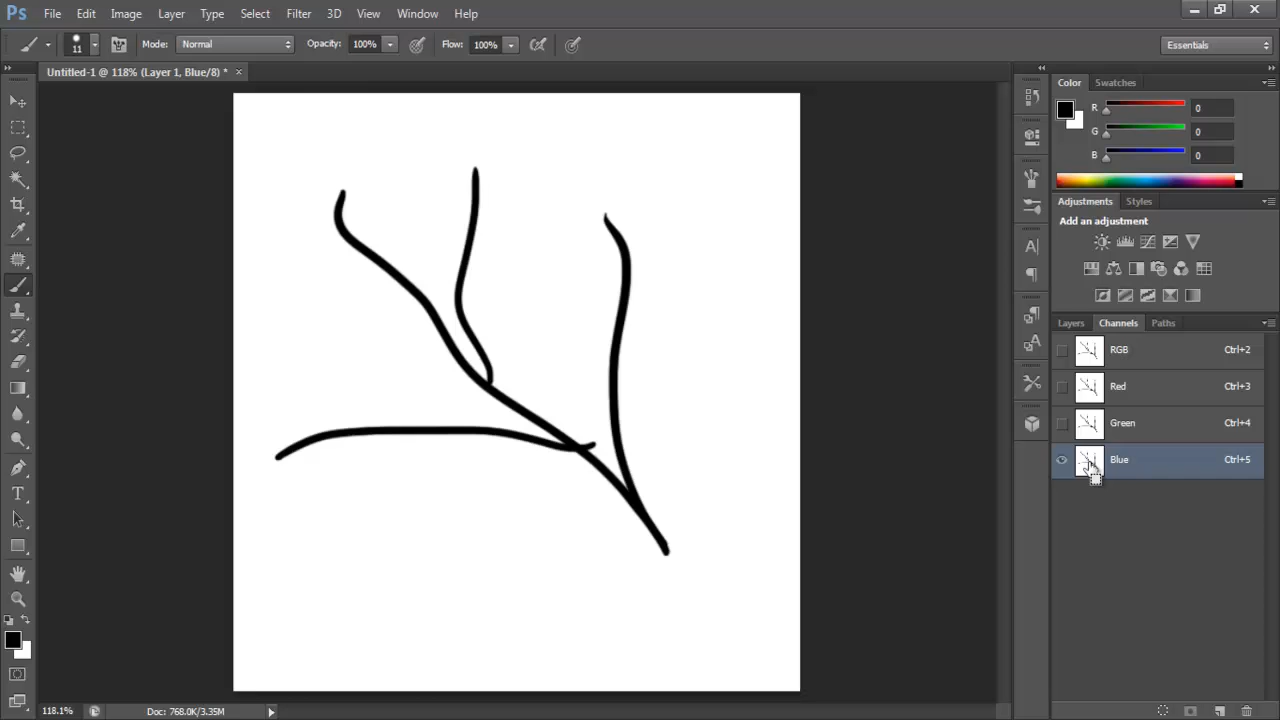 Ps File Edit Image Layer Type Select Filter 3D View Window Help
11 Mode: Normal Opacity: 100% Flow: 100% Essentials
Untitled-1 @ 118% (Layer 1, Blue/8) * ×
Color Swatches
R 0
G 0
B 0
Adjustments Styles
Add an adjustment
Layers Channels Paths
RGB Ctrl+2
Red Ctrl+3
Green Ctrl+4
Blue Ctrl+5
118.1% Doc: 768.0K/3.35M